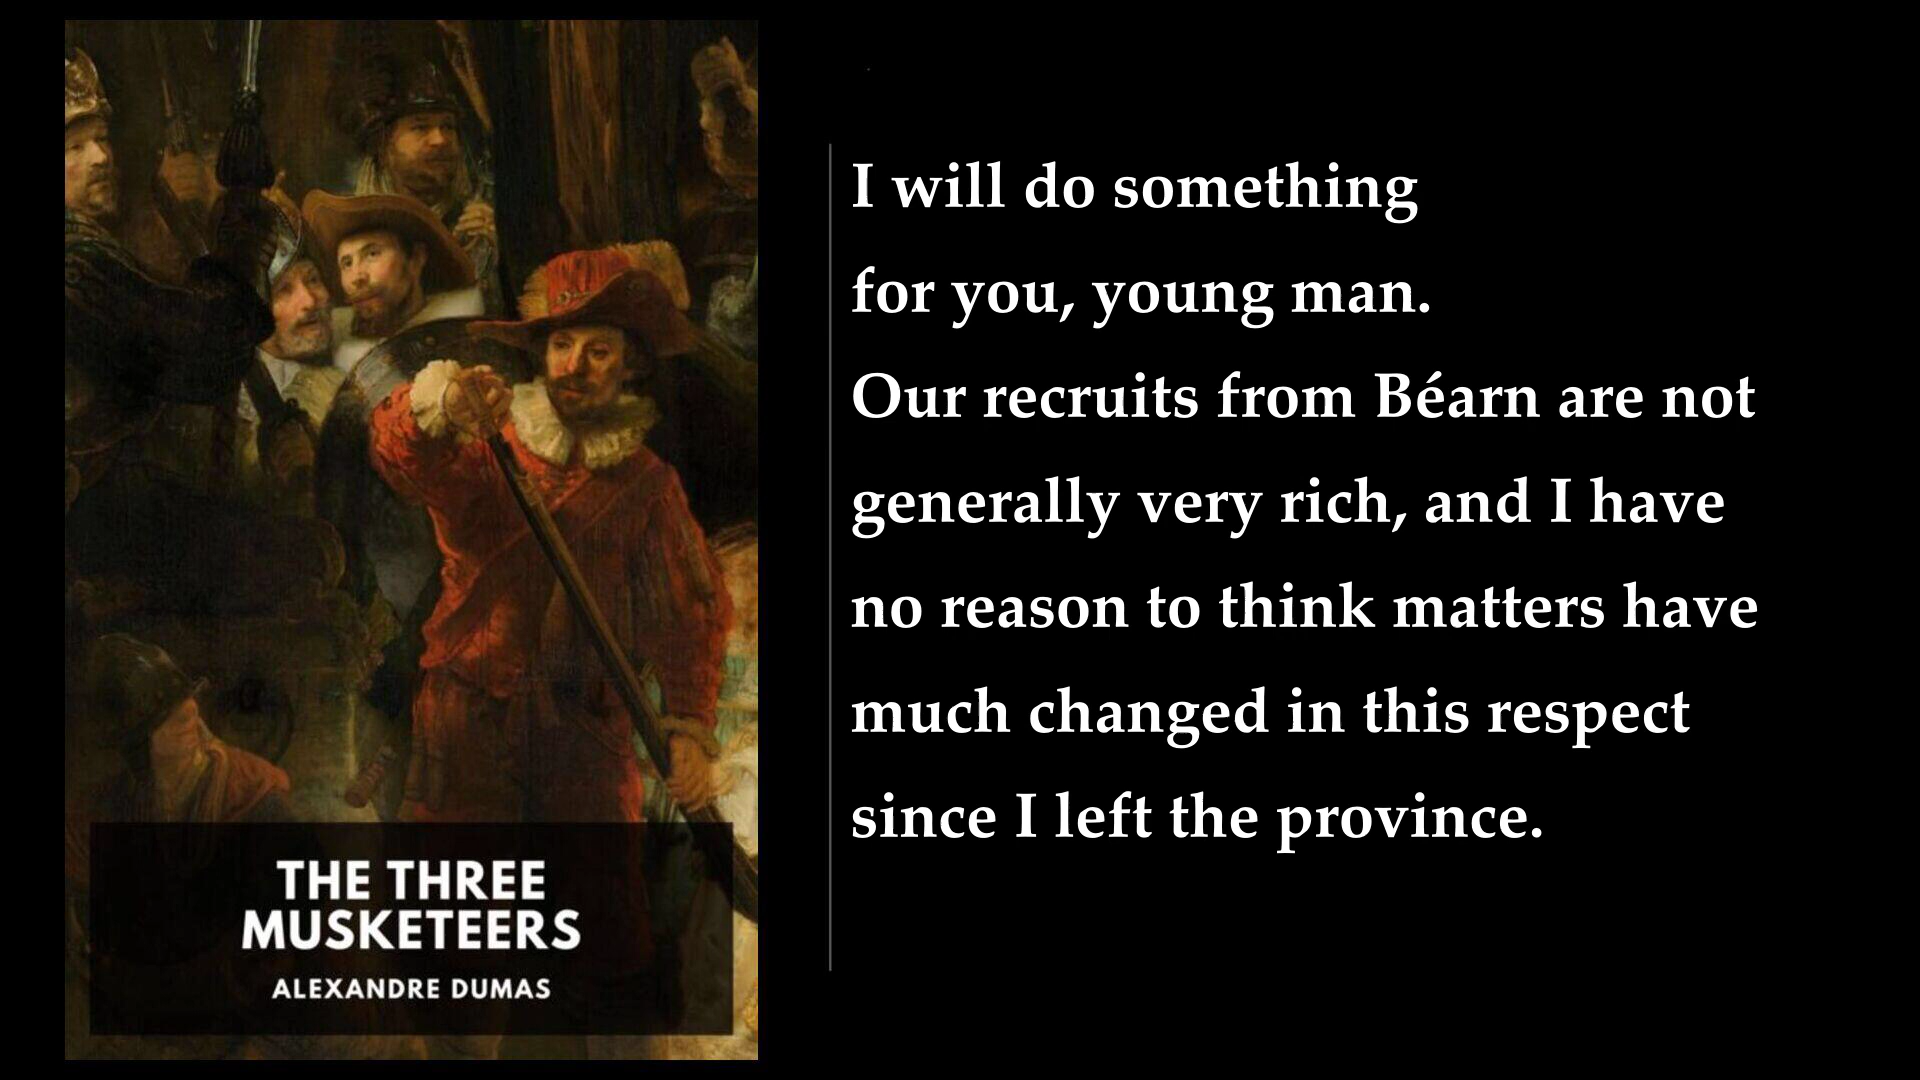 THE THREE
MUSKETEERS
ALEXANDRE DUMAS
I will do something
for you, young man.
Our recruits from Béarn are not
generally very rich, and I have
no reason to think matters have
much changed in this respect
since I left the province.